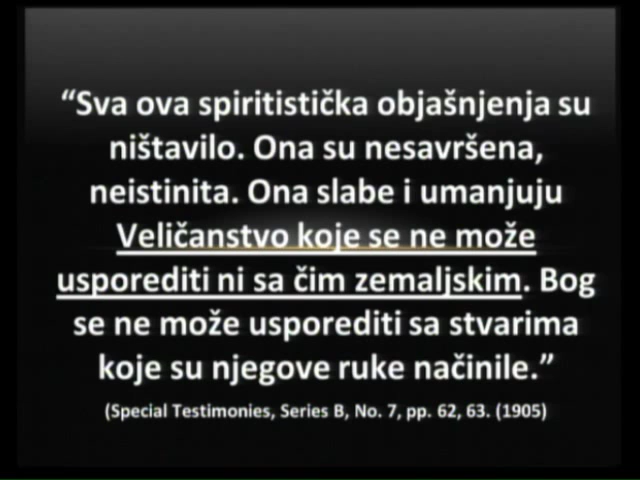 “Sva ova spiritistička objašnjenja su
ništavilo. Ona su nesavršena,
neistinita. Ona slabe i umanjuju
Veličanstvo koje se ne može
usporediti ni sa čim zemaljskim. Bog
se ne može usporediti sa stvarima
koje su njegove ruke načinile.”
(Special Testimonies, Series B, No. 7, pp. 62, 63. (1905)